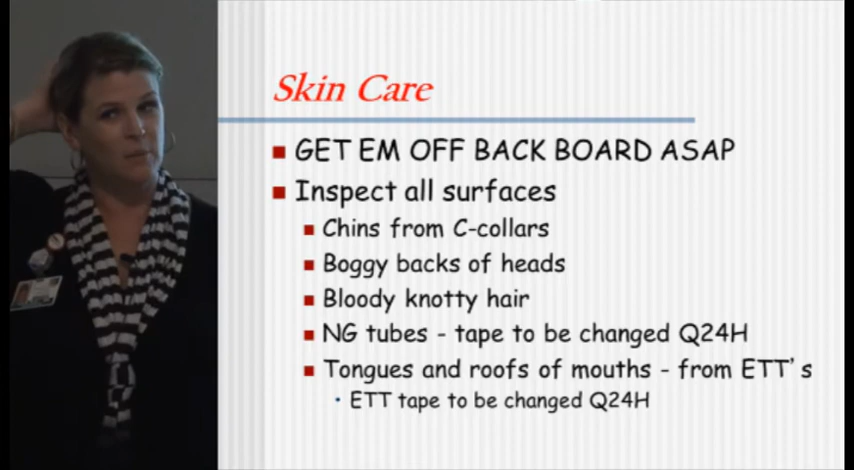 Skin Care
GET EM OFF BACK BOARD ASAP
Inspect all surfaces
Chins from C-collars
Boggy backs of heads
Bloody knotty hair
NG tubes - tape to be changed Q24H
Tongues and roofs of mouths - from ETT's
ETT tape to be changed Q24H